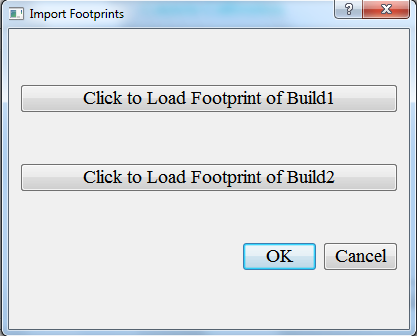 Import Footprints
?
Click to Load Footprint of Build1
Click to Load Footprint of Build2
OK Cancel